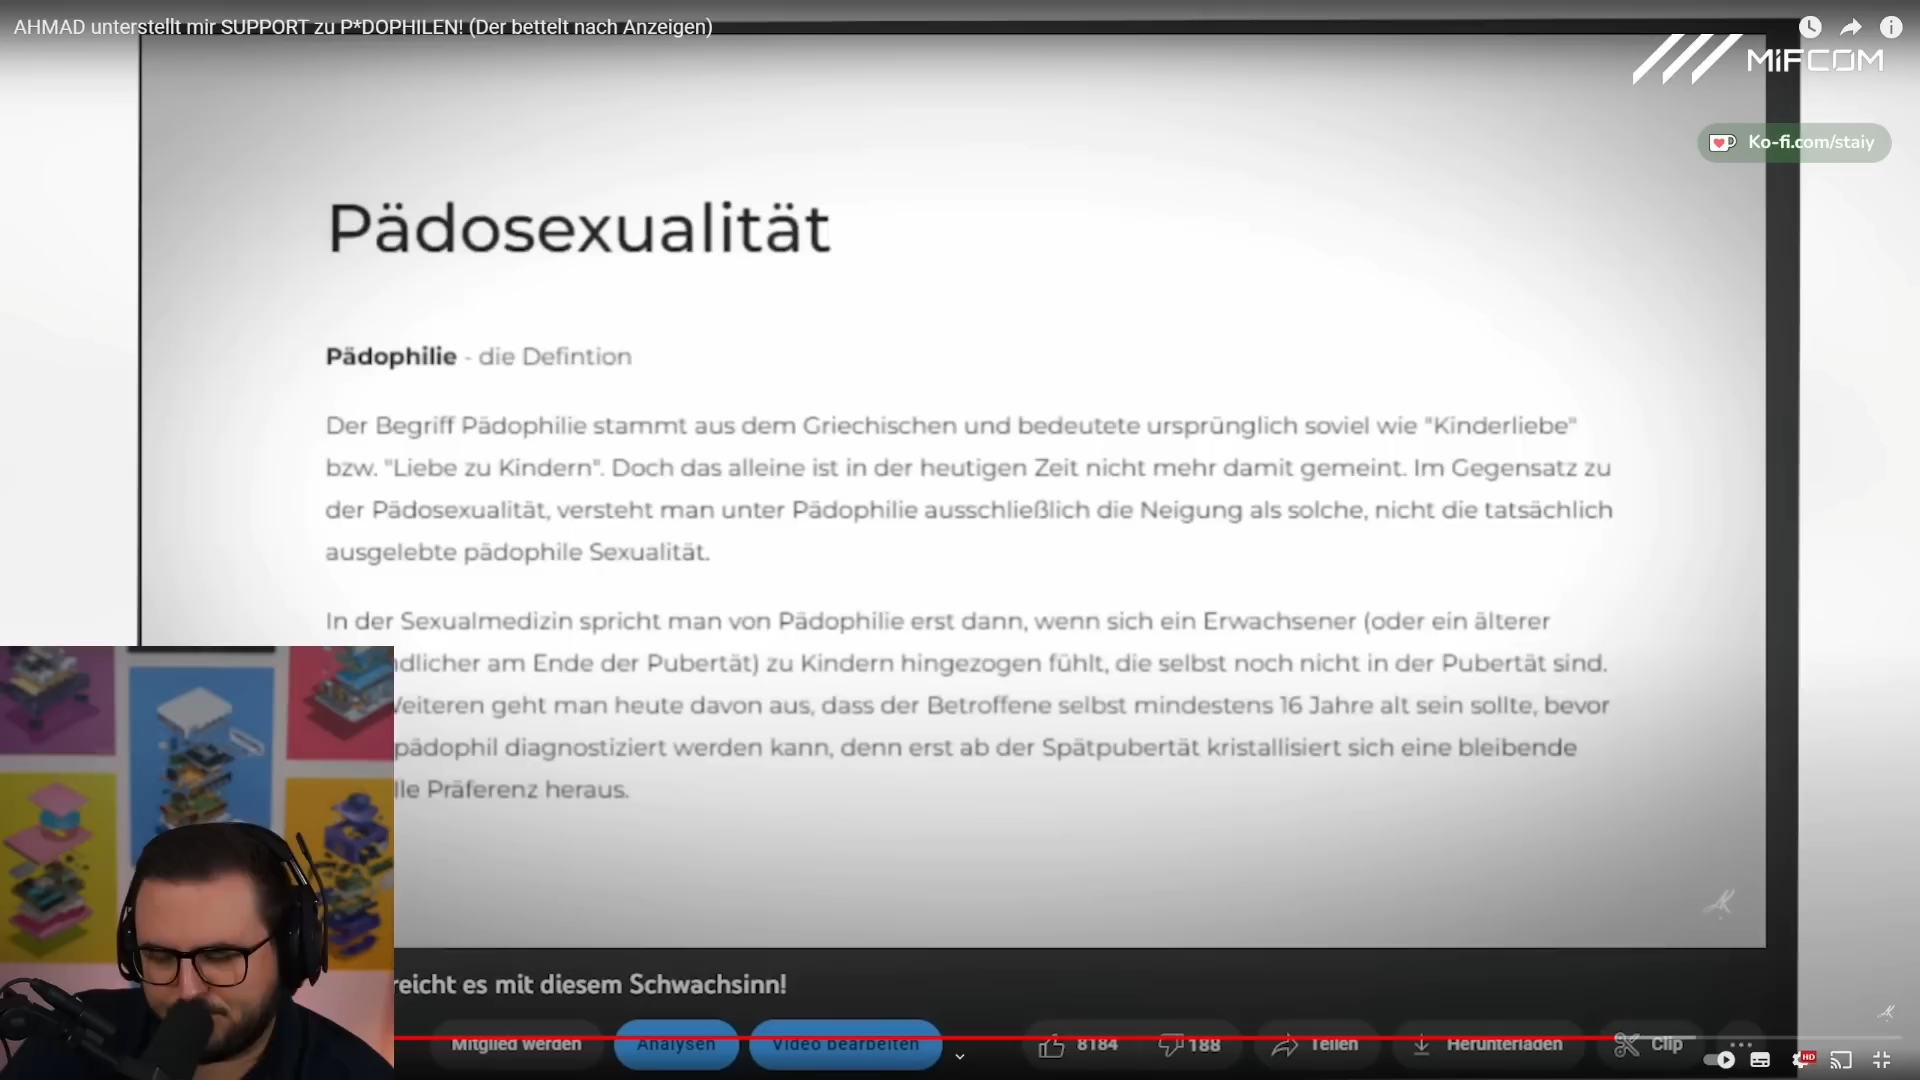 AHMAD unterstellt mir SUPPORT zu P*DOPHILEN! (Der bettelt nach Anzeigen)
MIFCOM
Ko-fi.com/staiy
Pädosexualität
Pädophilie - die Defintion
Der Begriff Pädophilie stammt aus dem Griechischen und bedeutete ursprünglich soviel wie "Kinderliebe"
bzw. "Liebe zu Kindern". Doch das alleine ist in der heutigen Zeit nicht mehr damit gemeint. Im Gegensatz zu
der Pädosexualität, versteht man unter Pädophilie ausschließlich die Neigung als solche, nicht die tatsächlich
ausgelebte pädophile Sexualität.
In der Sexualmedizin spricht man von Pädophilie erst dann, wenn sich ein Erwachsener (oder ein älterer
ndlicher am Ende der Pubertät) zu Kindern hingezogen fühlt, die selbst noch nicht in der Pubertät sind.
Weiteren geht man heute davon aus, dass der Betroffene selbst mindestens 16 Jahre alt sein sollte, bevor
pädophil diagnostiziert werden kann, denn erst ab der Spätpubertät kristallisiert sich eine bleibende
lle Präferenz heraus.
reicht es mit diesem Schwachsinn!
Mitglied werden Analysen Video bearbeiten 8184 188 Teilen Herunterladen Clip
HD